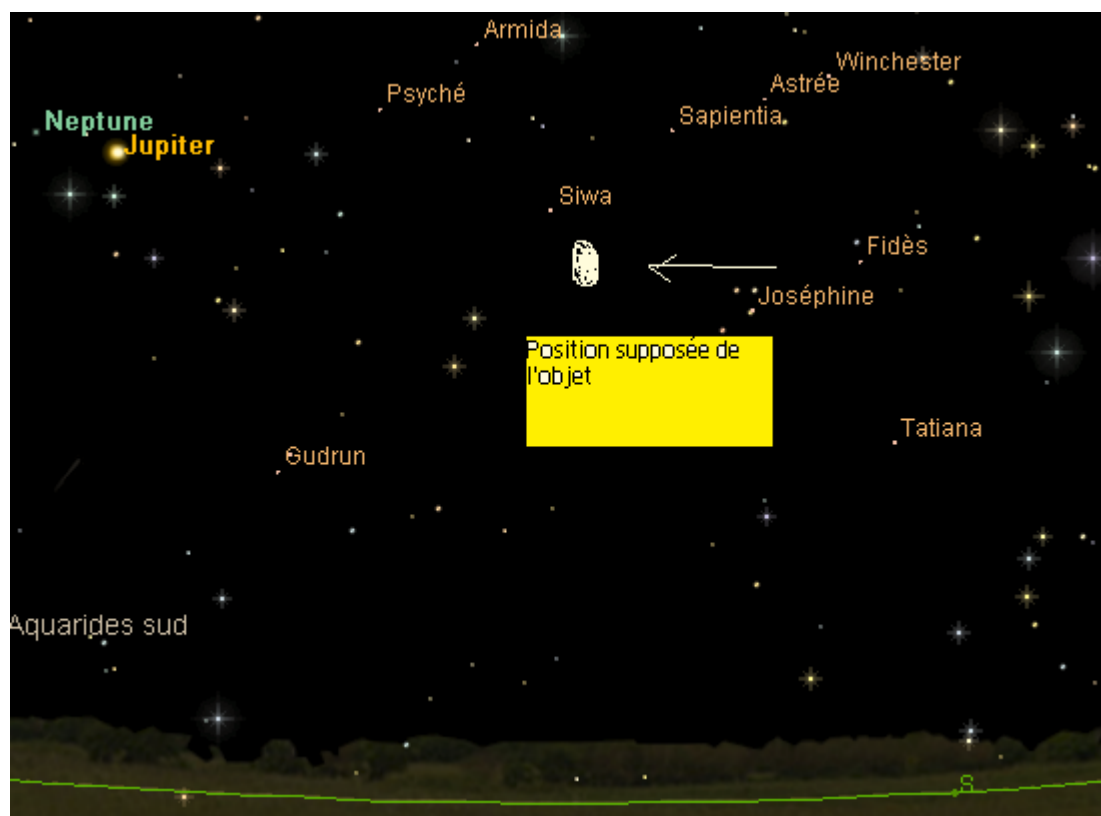 Armida
Winchester
Astrée
Psyché
Sapientia
Neptune
Jupiter
Siwa
Fidès
Joséphine
Position supposée de
l'objet
Tatiana
Gudrun
Aquarides sud
S